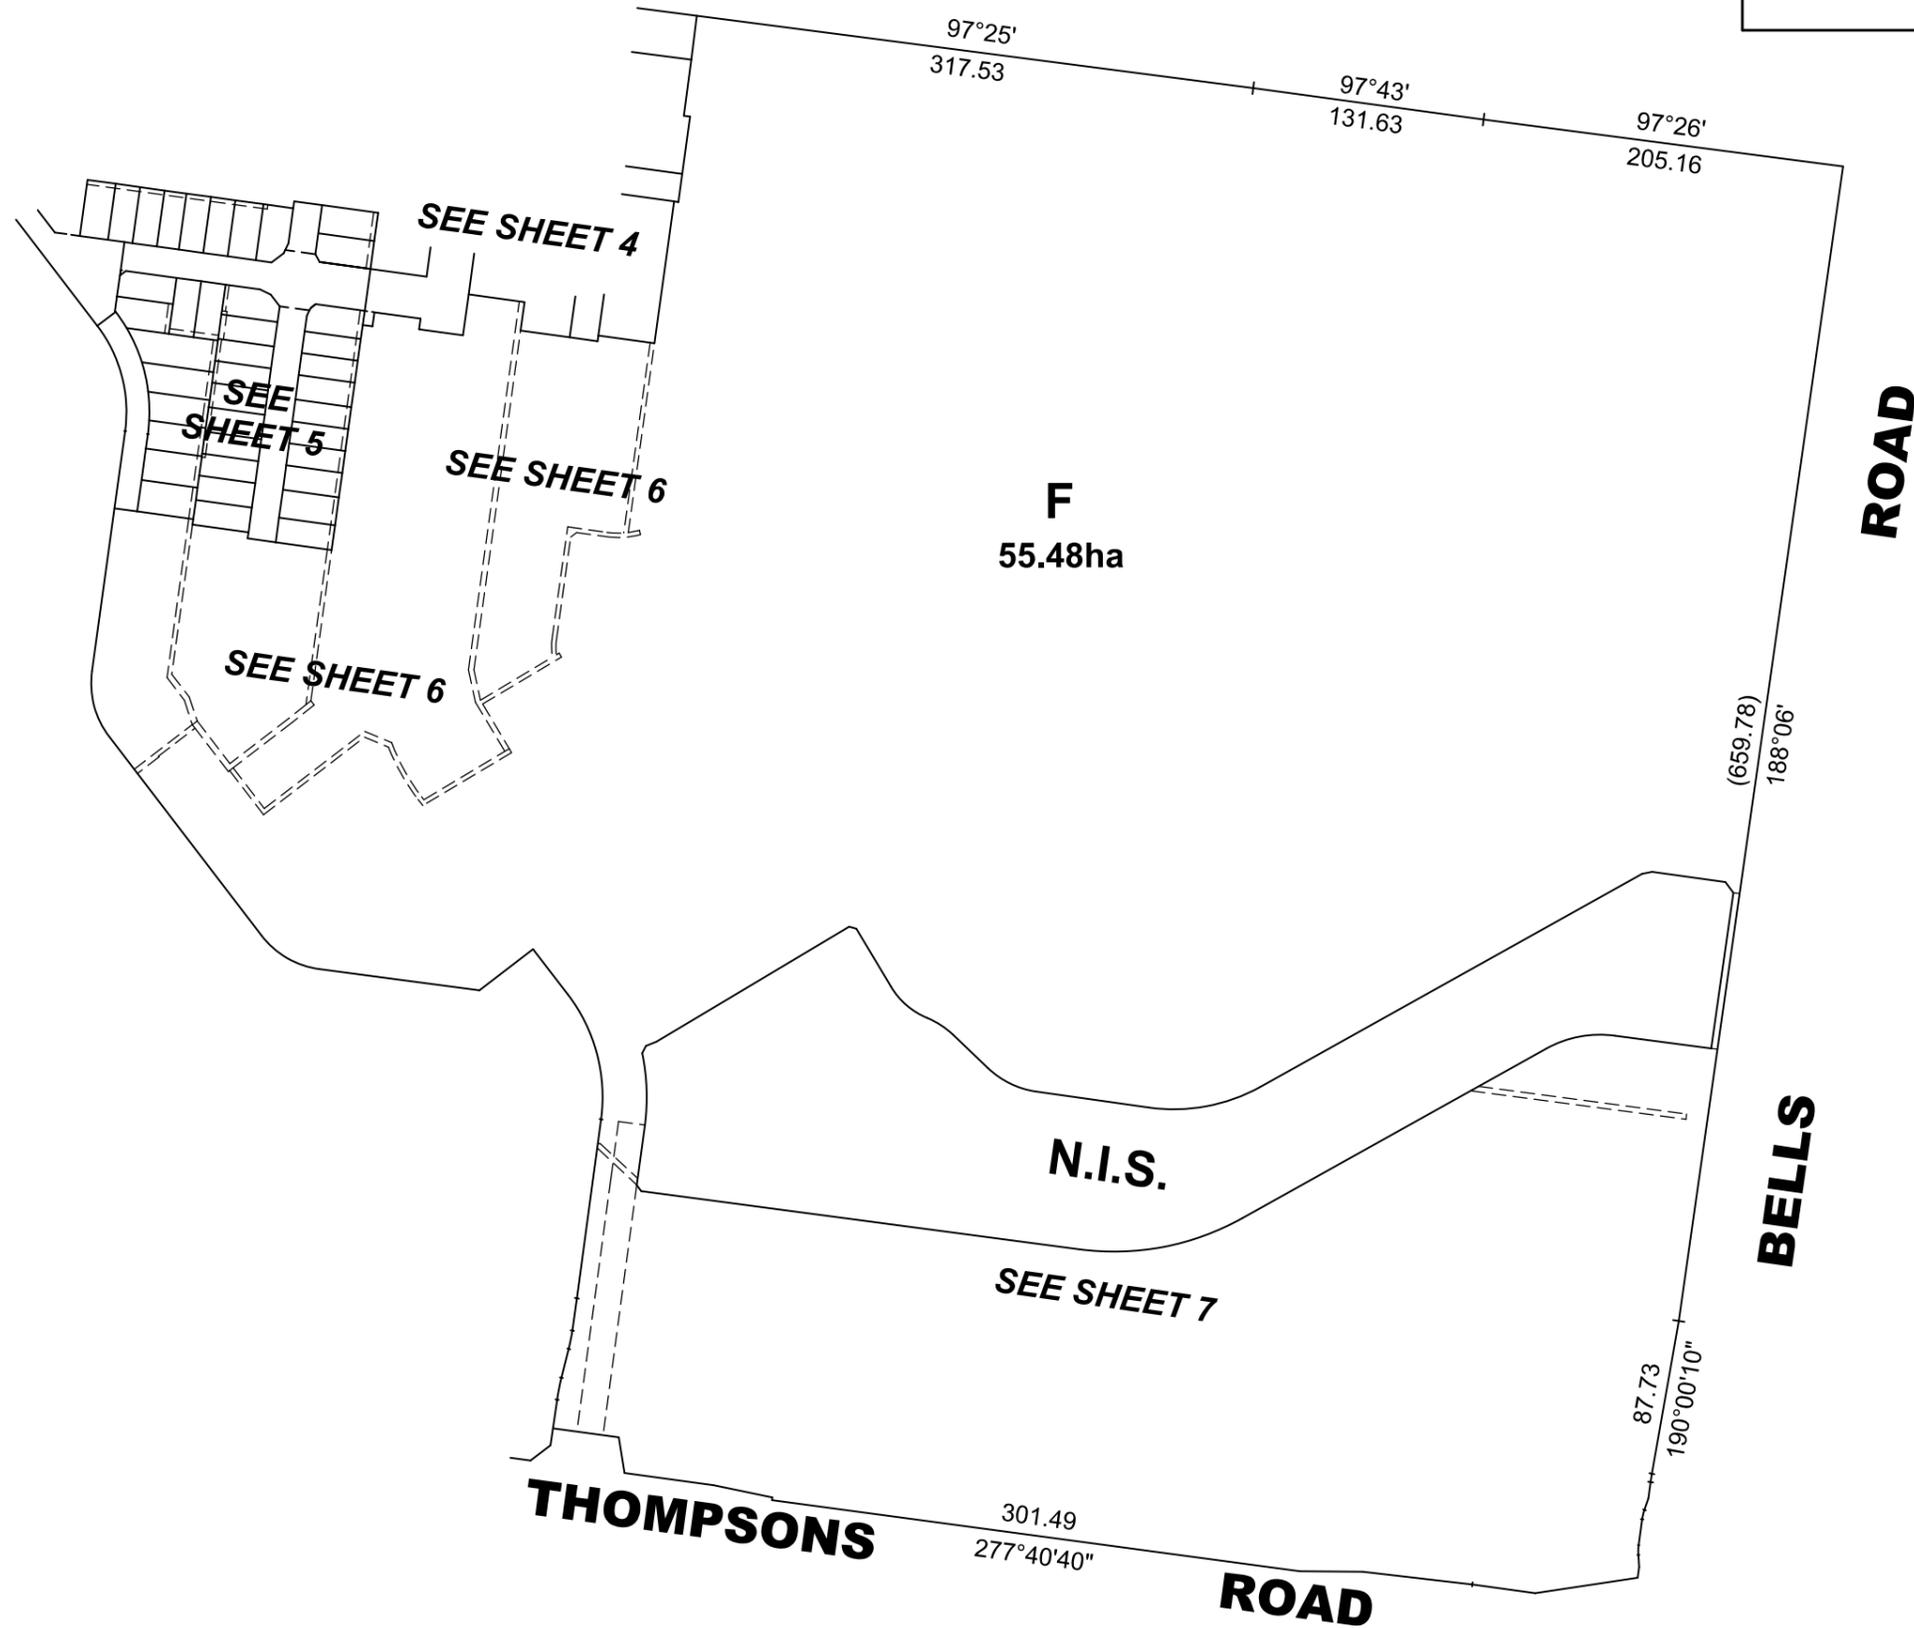 97°25'
317.53
97°43'
131.63
97°26'
205.16
SEE SHEET 4
SEE
SHEET 5
SEE SHEET 6
F
55.48ha
ROAD
SEE SHEET 6
(659.78)
188°06'
N.I.S.
BELLS
SEE SHEET 7
87.73
190°00'10"
THOMPSONS
301.49
277°40'40"
ROAD